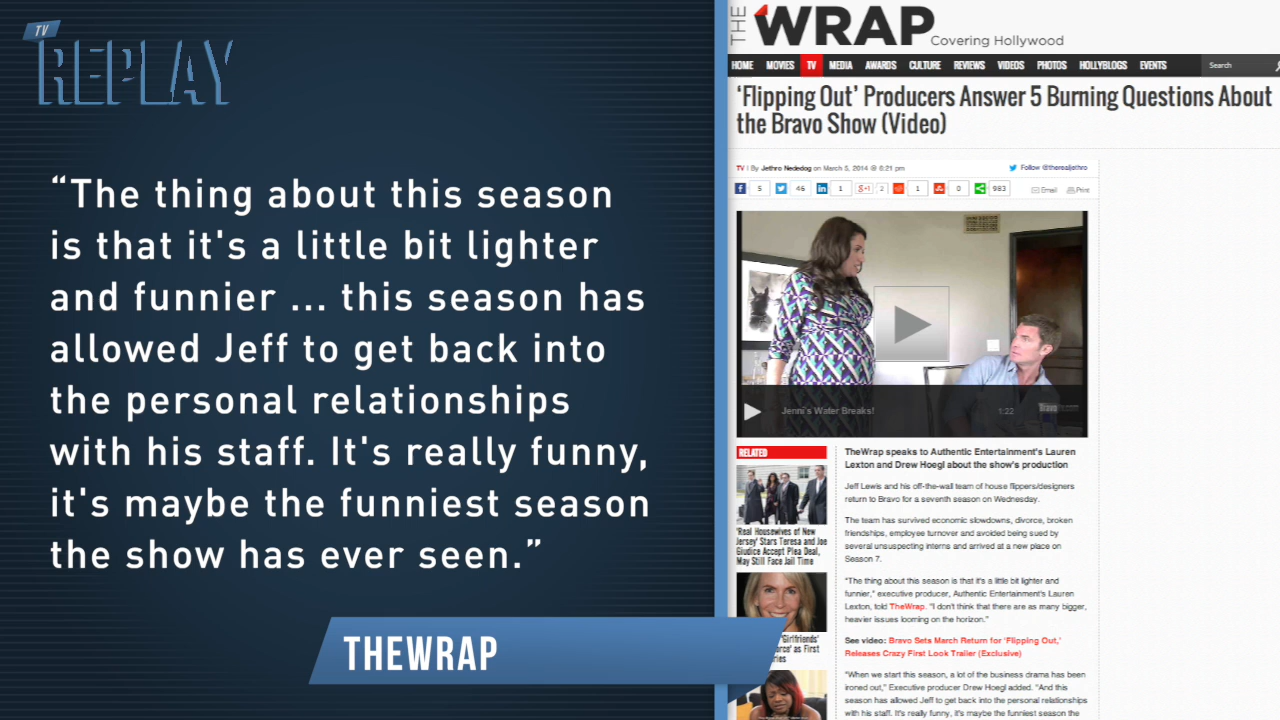 TV
REPLAY
“The thing about this season
is that it's a little bit lighter
and funnier ... this season has
allowed Jeff to get back into
the personal relationships
with his staff. It's really funny,
it's maybe the funniest season
the show has ever seen.”
THEWRAP
THE WRAP Covering Hollywood
HOME MOVIES TV MEDIA AWARDS CULTURE REVIEWS VIDEOS PHOTOS HOLLYBLOGS EVENTS Search
‘Flipping Out’ Producers Answer 5 Burning Questions About
the Bravo Show (Video)
TV | By Jethro Nededog on March 5, 2014 @ 6:21 pm Follow @therealjethro
5 46 1 +1 2 1 0 983 Email Print
Jenni's Water Breaks! 1:22
RELATED
'Real Housewives of New
Jersey' Stars Teresa and Joe
Giudice Accept Plea Deal,
May Still Face Jail Time
'Girlfriends'
as First
TheWrap speaks to Authentic Entertainment's Lauren
Lexton and Drew Hoegl about the show's production
Jeff Lewis and his off-the-wall team of house flippers/designers
return to Bravo for a seventh season on Wednesday.
The team has survived economic slowdowns, divorce, broken
friendships, employee turnover and avoided being sued by
several unsuspecting interns and arrived at a new place on
Season 7.
"The thing about this season is that it's a little bit lighter and
funnier," executive producer, Authentic Entertainment's Lauren
Lexton, told TheWrap. "I don't think that there are as many bigger,
heavier issues looming on the horizon."
See video: Bravo Sets March Return for 'Flipping Out,'
Releases Crazy First Look Trailer (Exclusive)
"When we start this season, a lot of the business drama has been
ironed out," Executive producer Drew Hoegl added. "And this
season has allowed Jeff to get back into the personal relationships
with his staff. It's really funny, it's maybe the funniest season the